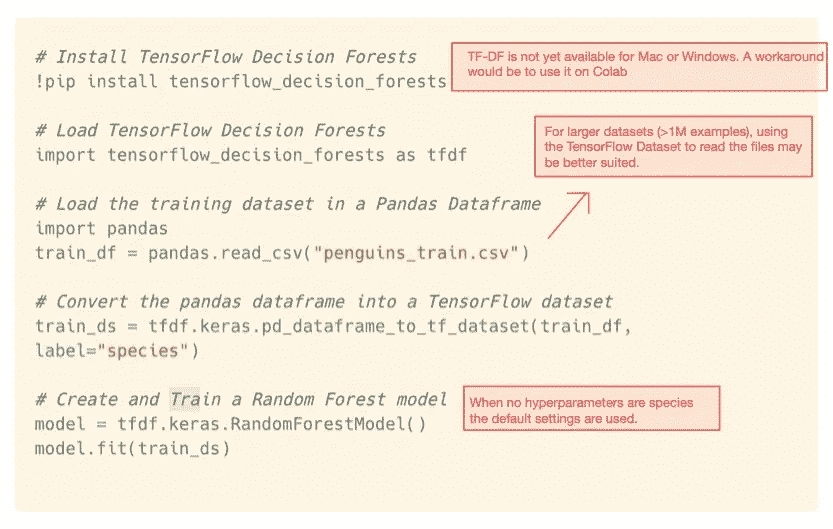 # Install TensorFlow Decision Forests
!pip install tensorflow_decision_forests
TF-DF is not yet available for Mac or Windows. A workaround
would be to use it on Colab
# Load TensorFlow Decision Forests
import tensorflow_decision_forests as tfdf
For larger datasets (>1M examples), using
the TensorFlow Dataset to read the files may
be better suited.
# Load the training dataset in a Pandas Dataframe
import pandas
train_df = pandas.read_csv("penguins_train.csv")
# Convert the pandas dataframe into a TensorFlow dataset
train_ds = tfdf.keras.pd_dataframe_to_tf_dataset(train_df,
label="species")
# Create and Train a Random Forest model
model = tfdf.keras.RandomForestModel()
model.fit(train_ds)
When no hyperparameters are species
the default settings are used.